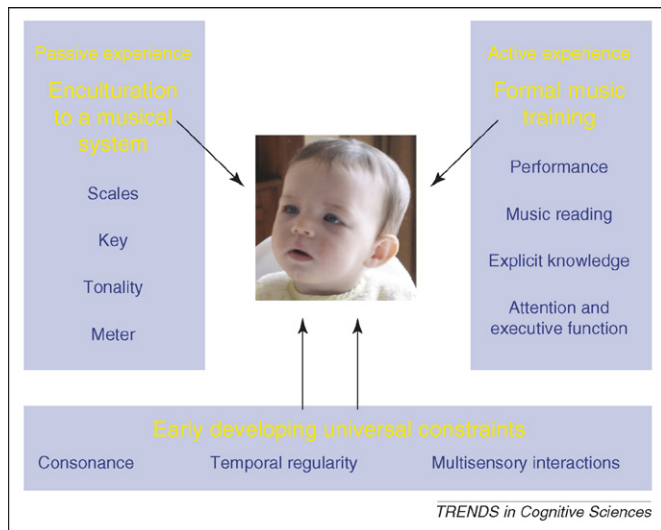 Passive experience
Enculturation
to a musical
system
Scales
Key
Tonality
Meter
Active experience
Formal music
training
Performance
Music reading
Explicit knowledge
Attention and
executive function
Early developing universal constraints
Consonance Temporal regularity Multisensory interactions
TRENDS in Cognitive Sciences